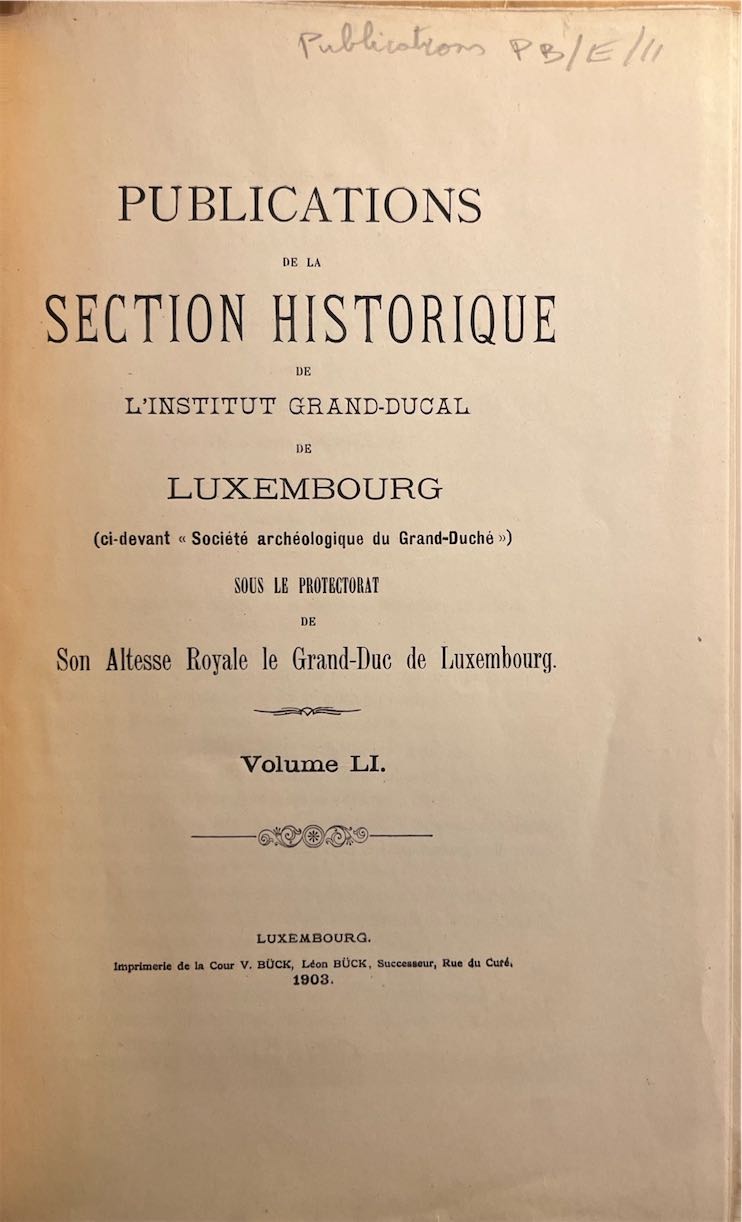 Publications PB/E/11
PUBLICATIONS
DE LA
SECTION HISTORIQUE
DE
L'INSTITUT GRAND-DUCAL
DE
LUXEMBOURG
(ci-devant « Société archéologique du Grand-Duché »)
SOUS LE PROTECTORAT
DE
Son Altesse Royale le Grand-Duc de Luxembourg.
Volume LI.
LUXEMBOURG.
Imprimerie de la Cour V. BÜCK, Léon BÜCK, Successeur, Rue du Curé.
1903.